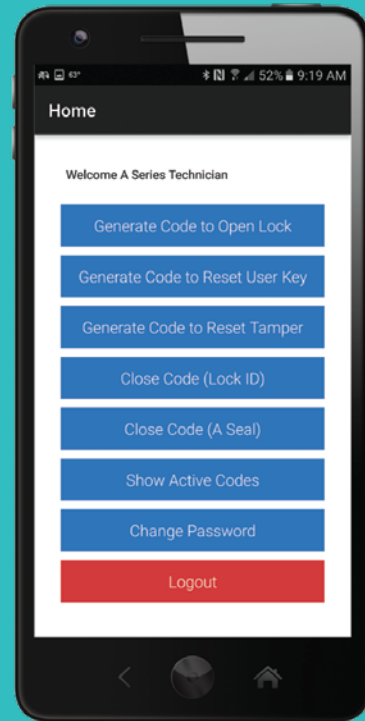 63° 52% 9:19 AM
Home
Welcome A Series Technician
Generate Code to Open Lock
Generate Code to Reset User Key
Generate Code to Reset Tamper
Close Code (Lock ID)
Close Code (A Seal)
Show Active Codes
Change Password
Logout